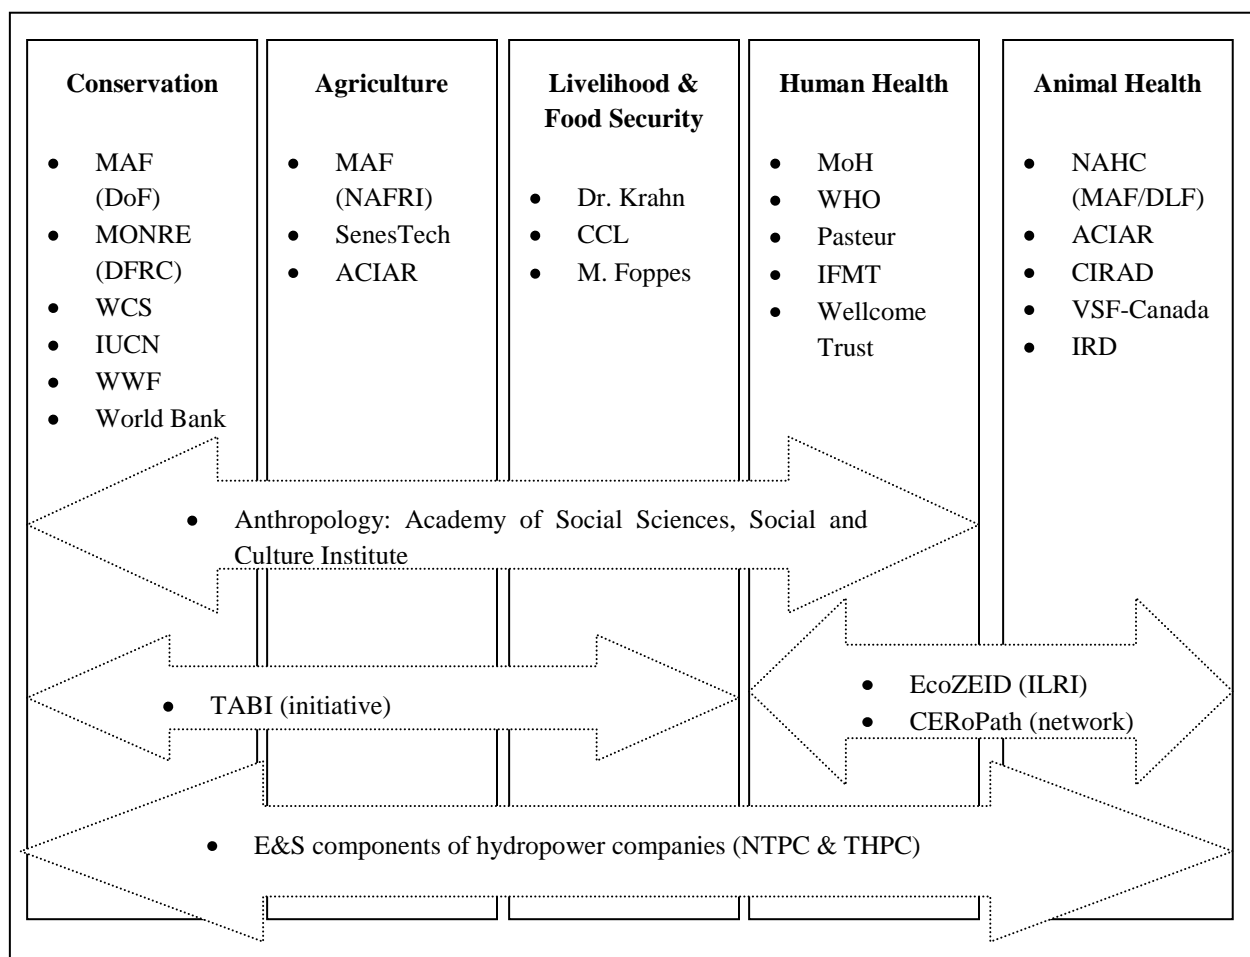 Conservation
MAF
(DoF)
MONRE
(DFRC)
WCS
IUCN
WWF
World Bank
Agriculture
MAF
(NAFRI)
SenesTech
ACIAR
Livelihood &
Food Security
Dr. Krahn
CCL
M. Foppes
Human Health
MoH
WHO
Pasteur
IFMT
Wellcome
Trust
Animal Health
NAHC
(MAF/DLF)
ACIAR
CIRAD
VSF-Canada
IRD
Anthropology: Academy of Social Sciences, Social and
Culture Institute
TABI (initiative)
EcoZEID (ILRI)
CERoPath (network)
E&S components of hydropower companies (NTPC & THPC)